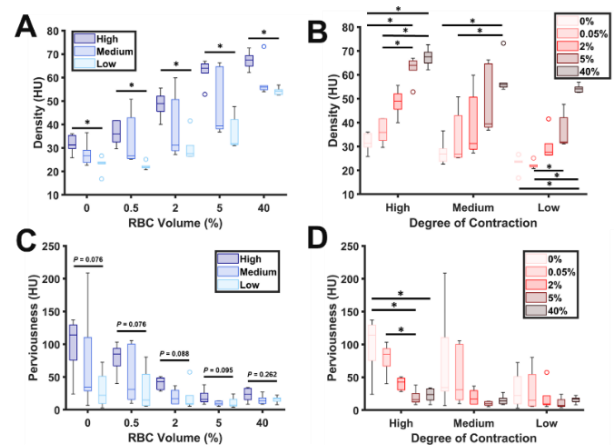 A
High
Medium
Low
*
*
*
*
*
Density (HU)
80
70
60
50
40
30
20
10
0
0.5
2
5
40
RBC Volume (%)
B
0%
0.05%
2%
5%
40%
*
*
*
*
*
*
*
*
*
Density (HU)
80
70
60
50
40
30
20
10
High
Medium
Low
Degree of Contraction
C
High
Medium
Low
P = 0.076
P = 0.076
P = 0.088
P = 0.095
P = 0.262
Perviousness (HU)
250
200
150
100
50
0
0
0.5
2
5
40
RBC Volume (%)
D
0%
0.05%
2%
5%
40%
*
*
*
Perviousness (HU)
250
200
150
100
50
0
High
Medium
Low
Degree of Contraction